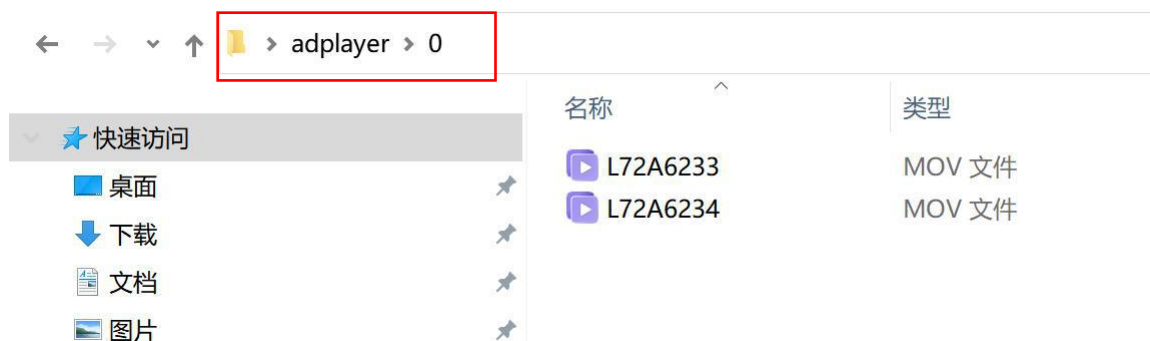 adplayer > 0
名称 类型
快速访问
L72A6233 MOV 文件
桌面
L72A6234 MOV 文件
下载
文档
图片